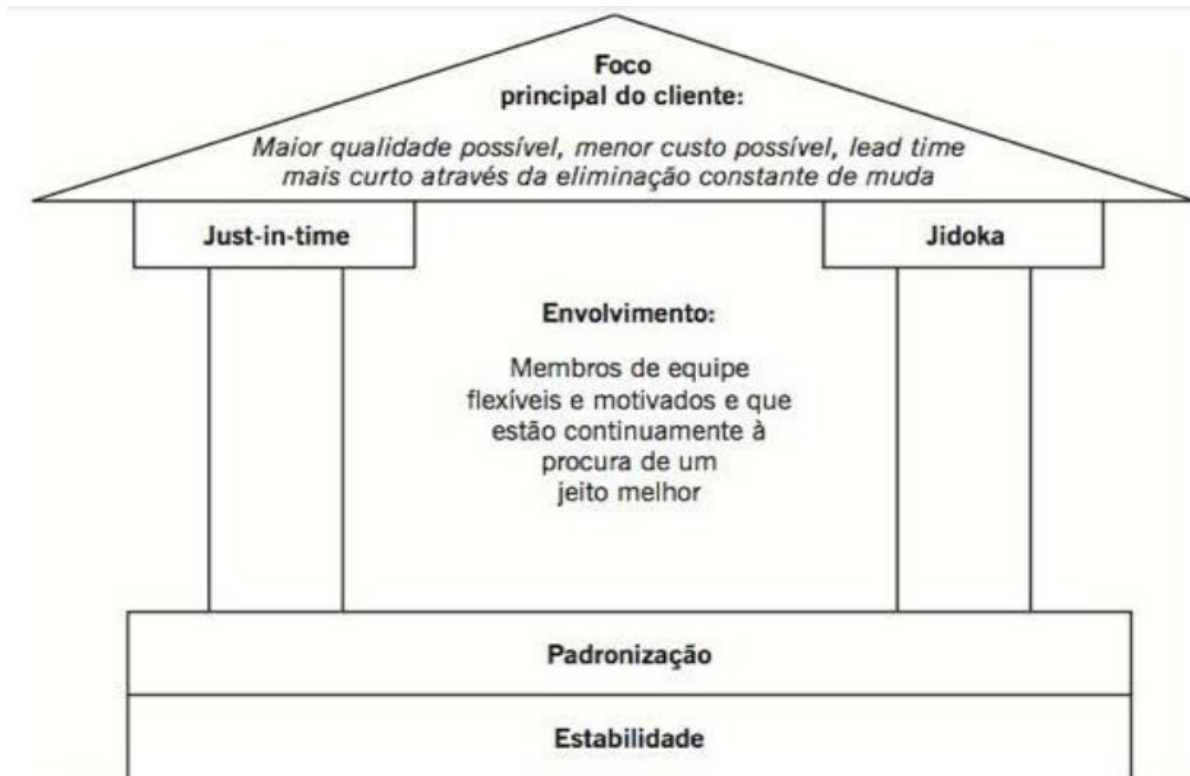 Foco
principal do cliente:
Maior qualidade possível, menor custo possível, lead time
mais curto através da eliminação constante de muda
Just-in-time
Jidoka
Envolvimento:
Membros de equipe
flexíveis e motivados e que
estão continuamente à
procura de um
jeito melhor
Padronização
Estabilidade